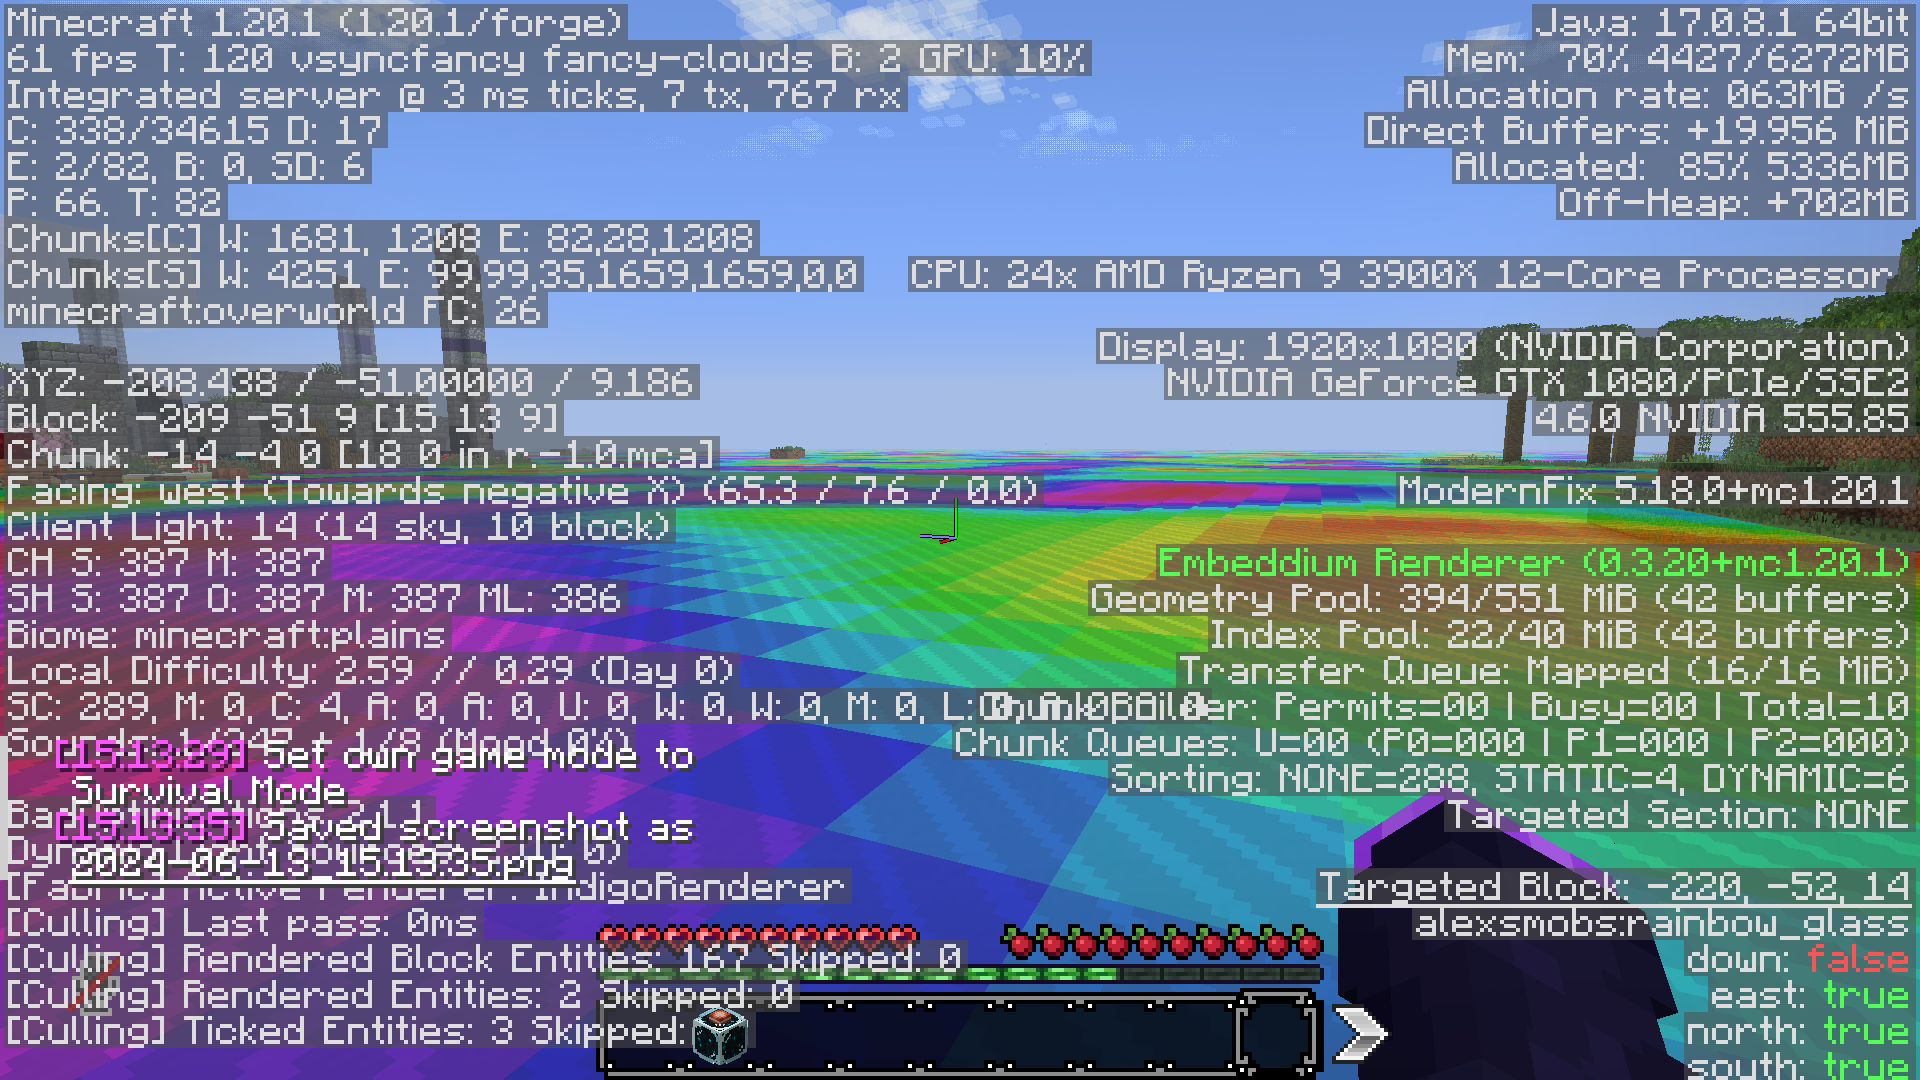 Minecraft 1.20.1 (1.20.1/forge)
61 fps T: 120 vsyncfancy fancy-clouds B: 2 GPU: 10%
Integrated server @ 3 ms ticks, 7 tx, 767 rx
C: 338/34615 D: 17
E: 2/82, B: 0, SD: 6
P: 66. T: 82
Chunks[C] W: 1681, 1208 E: 82,28,1208
Chunks[S] W: 4251 E: 99,99,35,1659,1659,0,0
minecraft:overworld FC: 26
XYZ: -208.438 / -51.00000 / 9.186
Block: -209 -51 9 [15 13 9]
Chunk: -14 -4 0 [18 0 in r.-1.0.mca]
Facing: west (Towards negative X) (65.3 / 7.6 / 0.0)
Client Light: 14 (14 sky, 10 block)
CH S: 387 M: 387
SH S: 387 O: 387 M: 387 ML: 386
Biome: minecraft:plains
Local Difficulty: 2.59 // 0.29 (Day 0)
SC: 289, M: 0, C: 4, A: 0, A: 0, U: 0, W: 0, W: 0, M: 0, L:
[15:13:29] Set own game mode to
Survival Mode
[15:13:35] Saved screenshot as
2024-06-13_15.13.35.png
[Fabric] Active renderer: IndigoRenderer
[Culling] Last pass: 0ms
[Culling] Rendered Block Entities: 167 Skipped: 0
[Culling] Rendered Entities: 2 Skipped: 0
[Culling] Ticked Entities: 3 Skipped:
Java: 17.0.8.1 64bit
Mem: 70% 4427/6272MB
Allocation rate: 063MB /s
Direct Buffers: +19.956 MiB
Allocated: 85% 5336MB
Off-Heap: +702MB
CPU: 24x AMD Ryzen 9 3900X 12-Core Processor
Display: 1920x1080 (NVIDIA Corporation)
NVIDIA GeForce GTX 1080/PCIe/SSE2
4.6.0 NVIDIA 555.85
ModernFix 5.18.0+mc1.20.1
Embeddium Renderer (0.3.20+mc1.20.1)
Geometry Pool: 394/551 MiB (42 buffers)
Index Pool: 22/40 MiB (42 buffers)
Transfer Queue: Mapped (16/16 MiB)
Chunk Builder: Permits=00 | Busy=00 | Total=10
Chunk Queues: U=00 (P0=000 | P1=000 | P2=000)
Sorting: NONE=288, STATIC=4, DYNAMIC=6
Targeted Section: NONE
Targeted Block: -220, -52, 14
alexsmobs:rainbow_glass
down: false
east: true
north: true
south: true